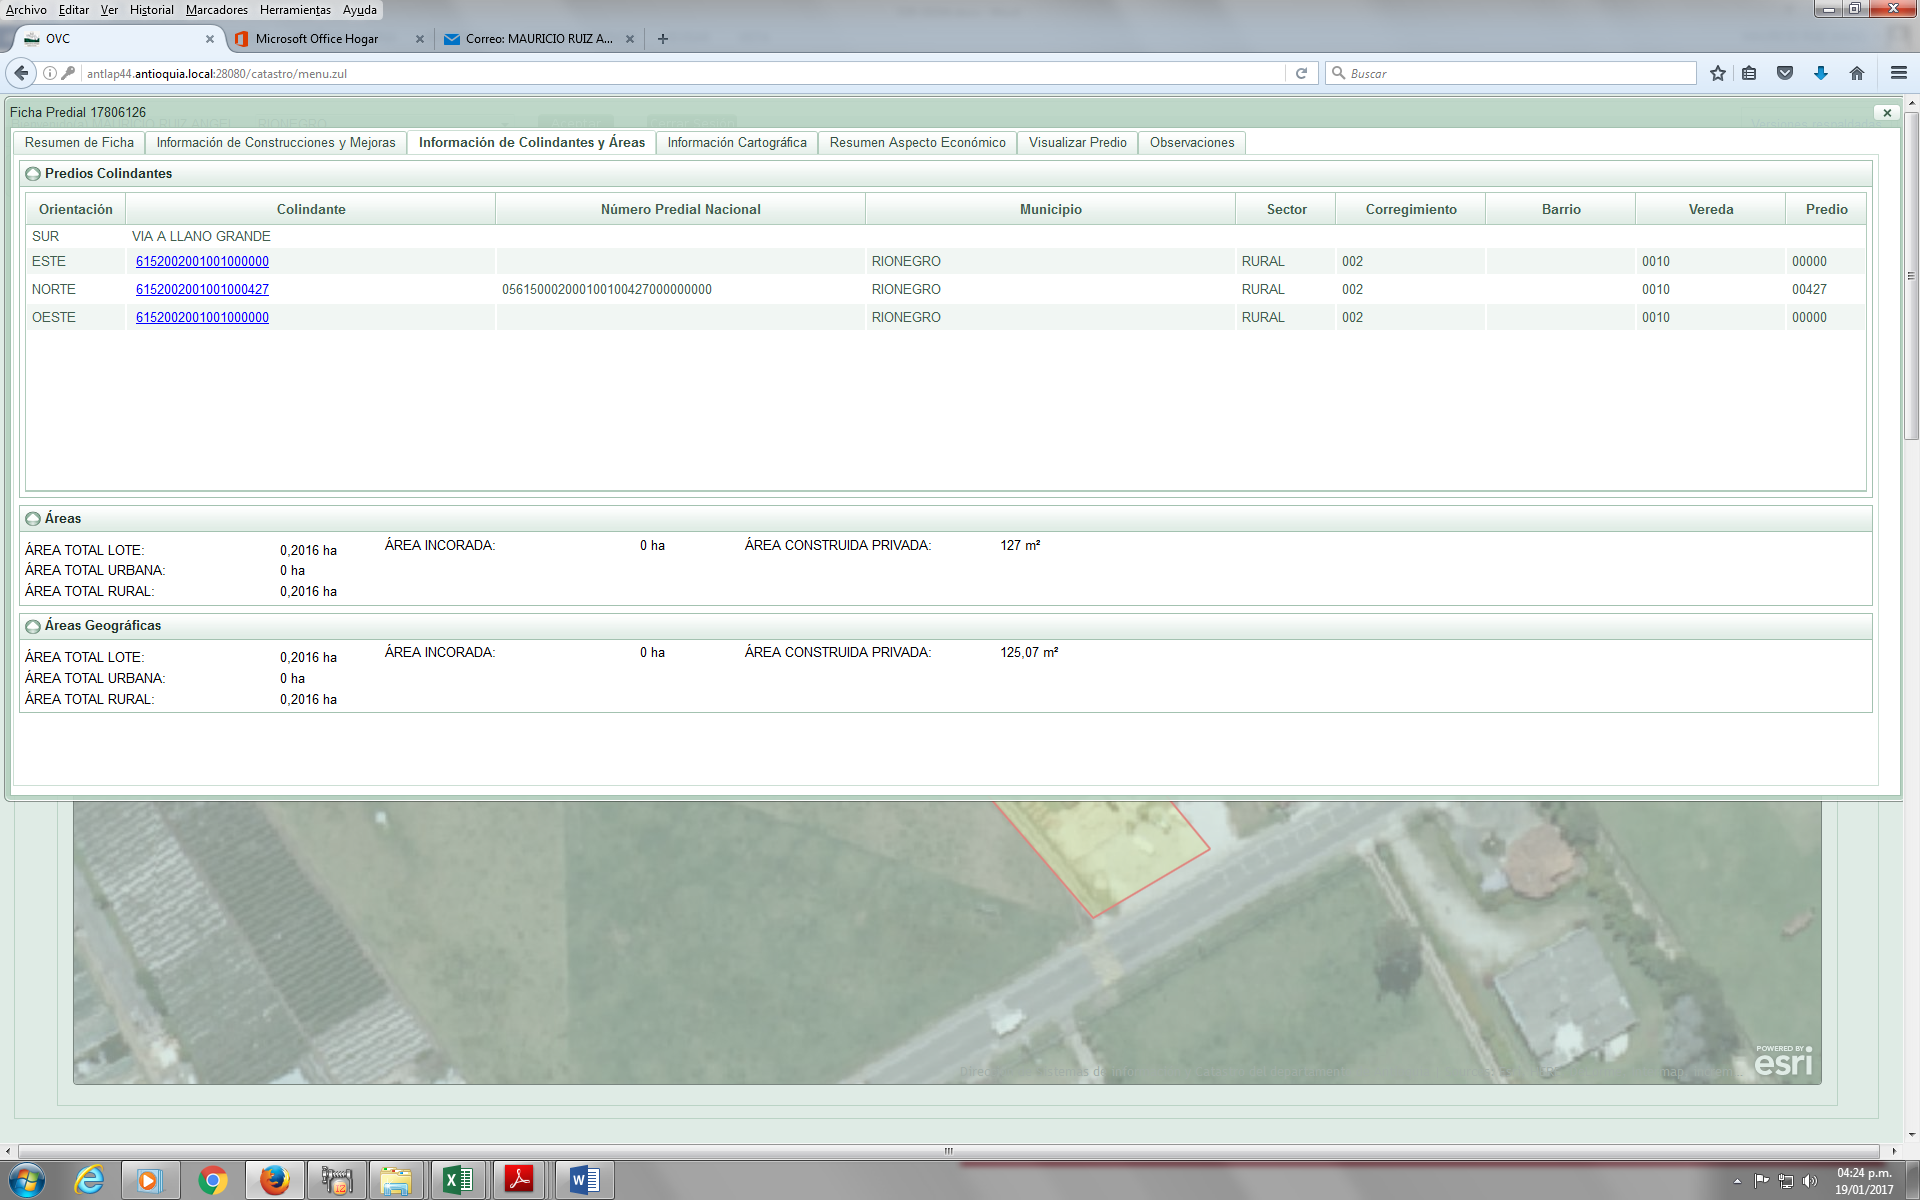 Archivo Editar Ver Historial Marcadores Herramientas Ayuda
OVC Microsoft Office Hogar Correo: MAURICIO RUIZ A...
antlap44.antioquia.local:28080/catastro/menu.zul Buscar
Ficha Predial 17806126
Resumen de Ficha Información de Construcciones y Mejoras Información de Colindantes y Áreas Información Cartográfica Resumen Aspecto Económico Visualizar Predio Observaciones
Predios Colindantes
Orientación Colindante Número Predial Nacional Municipio Sector Corregimiento Barrio Vereda Predio
SUR VIA A LLANO GRANDE
ESTE 6152002001001000000 RIONEGRO RURAL 002 0010 00000
NORTE 6152002001001000427 056150002000100100427000000000 RIONEGRO RURAL 002 0010 00427
OESTE 6152002001001000000 RIONEGRO RURAL 002 0010 00000
Áreas
ÁREA TOTAL LOTE: 0,2016 ha ÁREA INCORADA: 0 ha ÁREA CONSTRUIDA PRIVADA: 127 m²
ÁREA TOTAL URBANA: 0 ha
ÁREA TOTAL RURAL: 0,2016 ha
Áreas Geográficas
ÁREA TOTAL LOTE: 0,2016 ha ÁREA INCORADA: 0 ha ÁREA CONSTRUIDA PRIVADA: 125,07 m²
ÁREA TOTAL URBANA: 0 ha
ÁREA TOTAL RURAL: 0,2016 ha
POWERED BY
esri
04:24 p.m.
19/01/2017